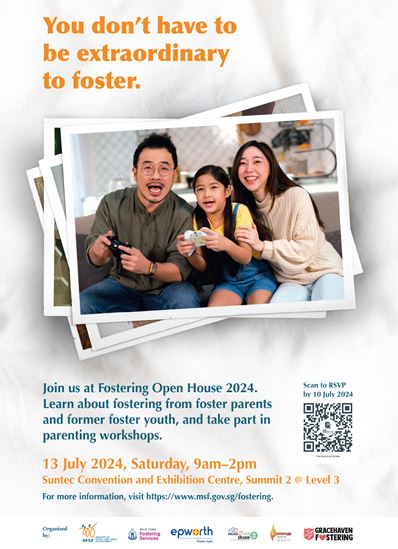 You don't have to
be extraordinary
to foster.
Join us at Fostering Open House 2024.
Learn about fostering from foster parents
and former foster youth, and take part in
parenting workshops.
Scan to RSVP
by 10 July 2024
13 July 2024, Saturday, 9am–2pm
Suntec Convention and Exhibition Centre, Summit 2 @ Level 3
For more information, visit https://www.msf.gov.sg/fostering.
Organised
by:
MSF
Fostering
Services
epworth
Foster Care
GRACEHAVEN
FOSTERING